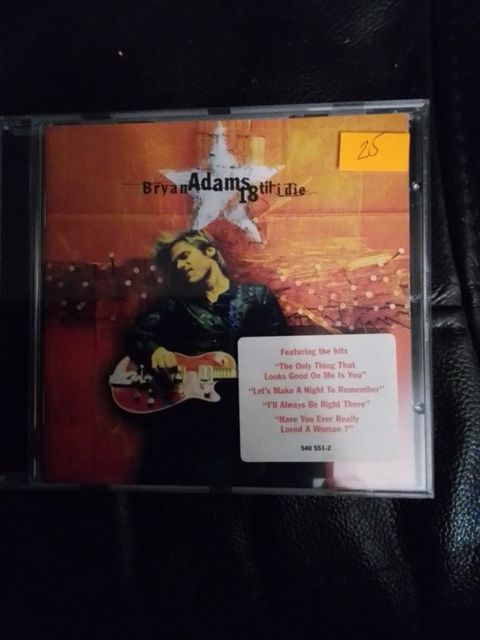 25
Bryan Adams
18 til i die
Featuring the hits
"The Only Thing That
Looks Good On Me Is You"
"Let's Make A Night To Remember"
"I'll Always Be Right There"
"Have You Ever Really
Loved A Woman ?"
540 551-2